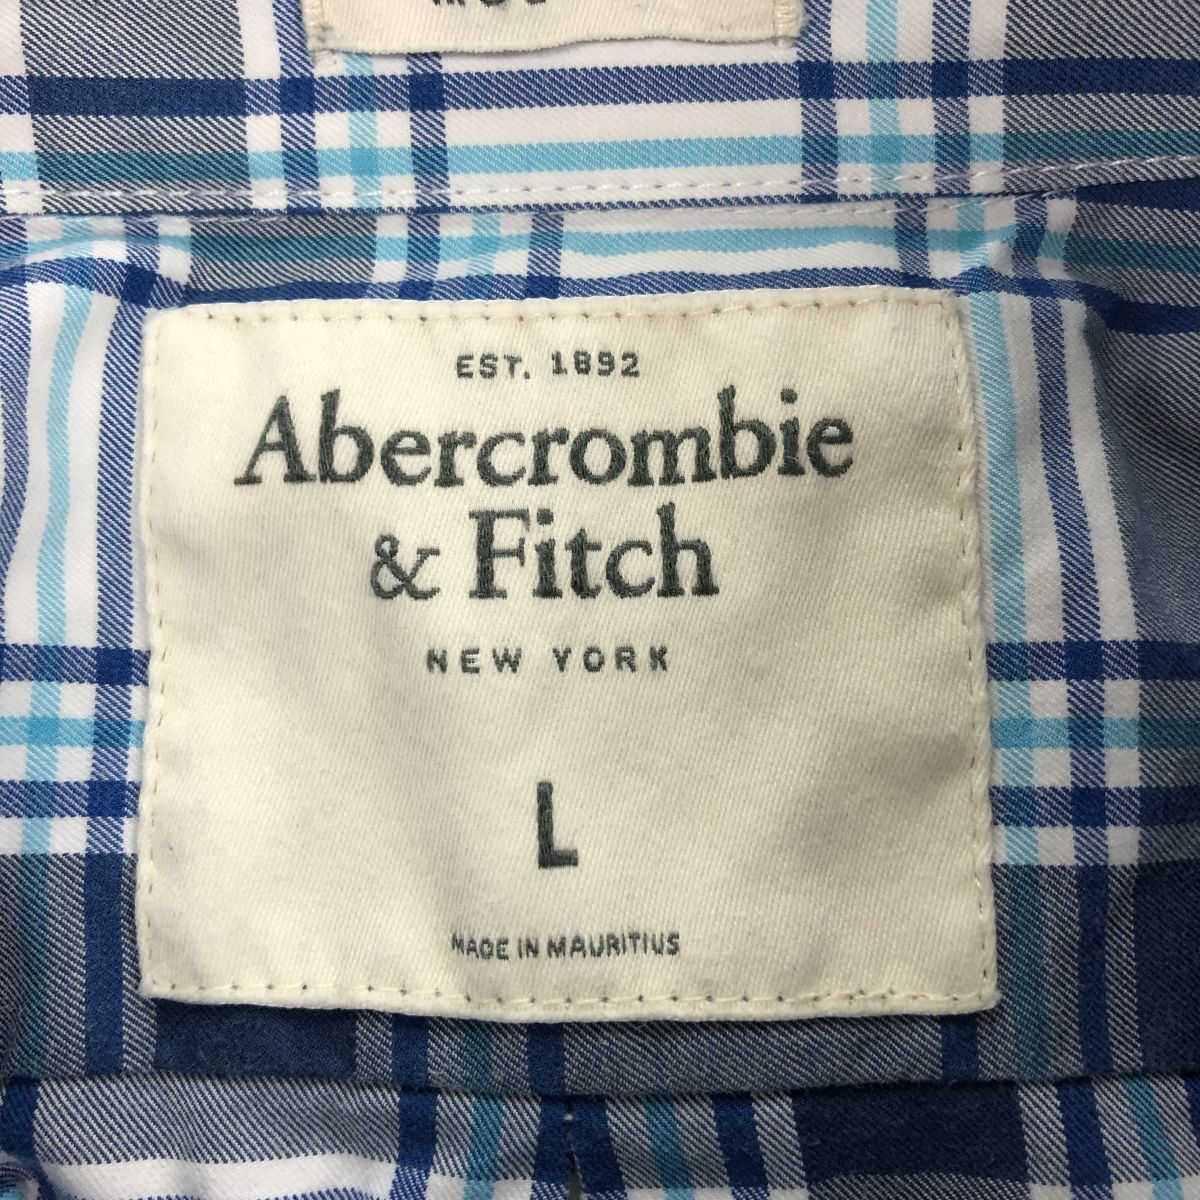 EST. 1892
Abercrombie
& Fitch
NEW YORK
L
MADE IN MAURITIUS